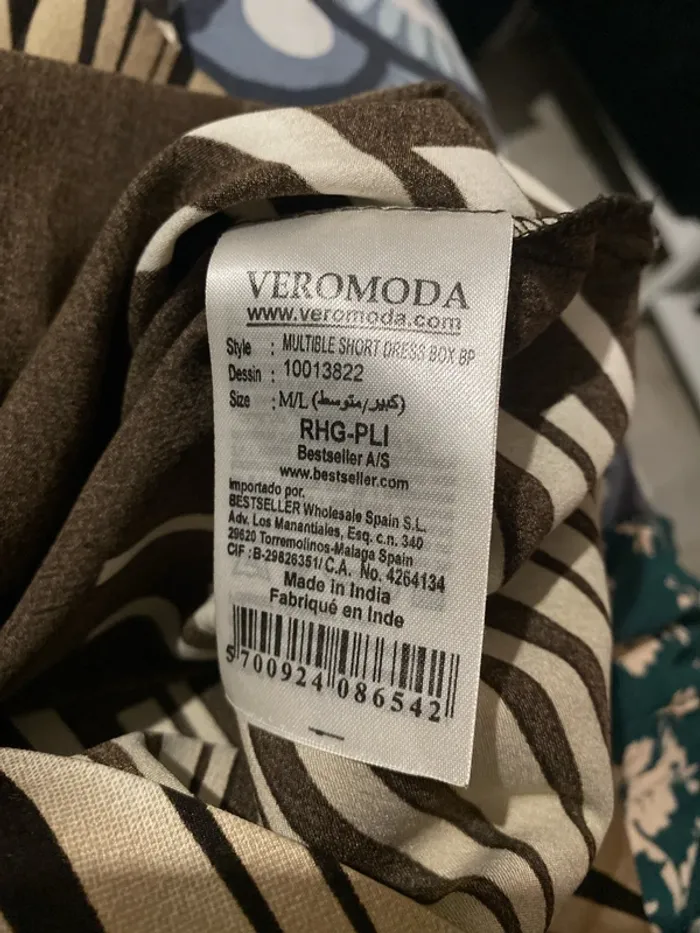 VEROMODA
www.veromoda.com
Style : MULTIBLE SHORT DRESS BOX BP
Dessin : 10013822
Size : M/L (كبير/متوسط)
RHG-PLI
Bestseller A/S
www.bestseller.com
Importado por.
BESTSELLER Wholesale Spain S.L.
Adv. Los Manantiales, Esq. c.n. 340
29620 Torremolinos-Malaga Spain
CIF : B-29826351/ C.A. No. 4264134
Made in India
Fabriqué en Inde
5 700924 086542